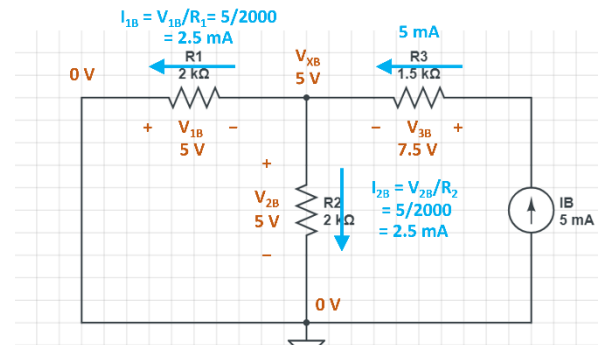 I1B = V1B/R1= 5/2000
= 2.5 mA
5 mA
R1
2 kΩ
VXB
5 V
R3
1.5 kΩ
0 V
+ V1B −
5 V
− V3B +
7.5 V
+
V2B
5 V
−
R2
2 kΩ
I2B = V2B/R2
= 5/2000
= 2.5 mA
IB
5 mA
0 V